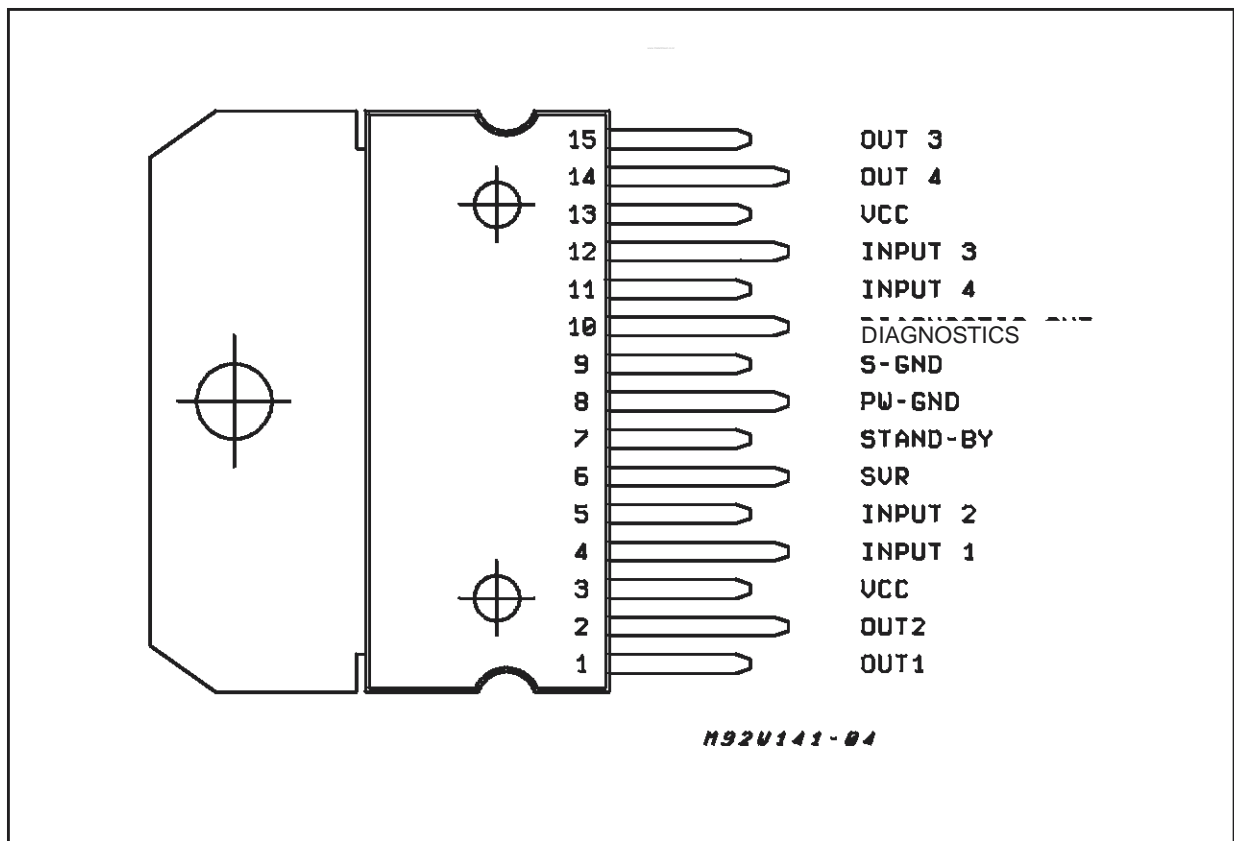 15 OUT 3
14 OUT 4
13 VCC
12 INPUT 3
11 INPUT 4
10 DIAGNOSTICS
9 S-GND
8 PW-GND
7 STAND-BY
6 SVR
5 INPUT 2
4 INPUT 1
3 VCC
2 OUT2
1 OUT1
M92V141-04